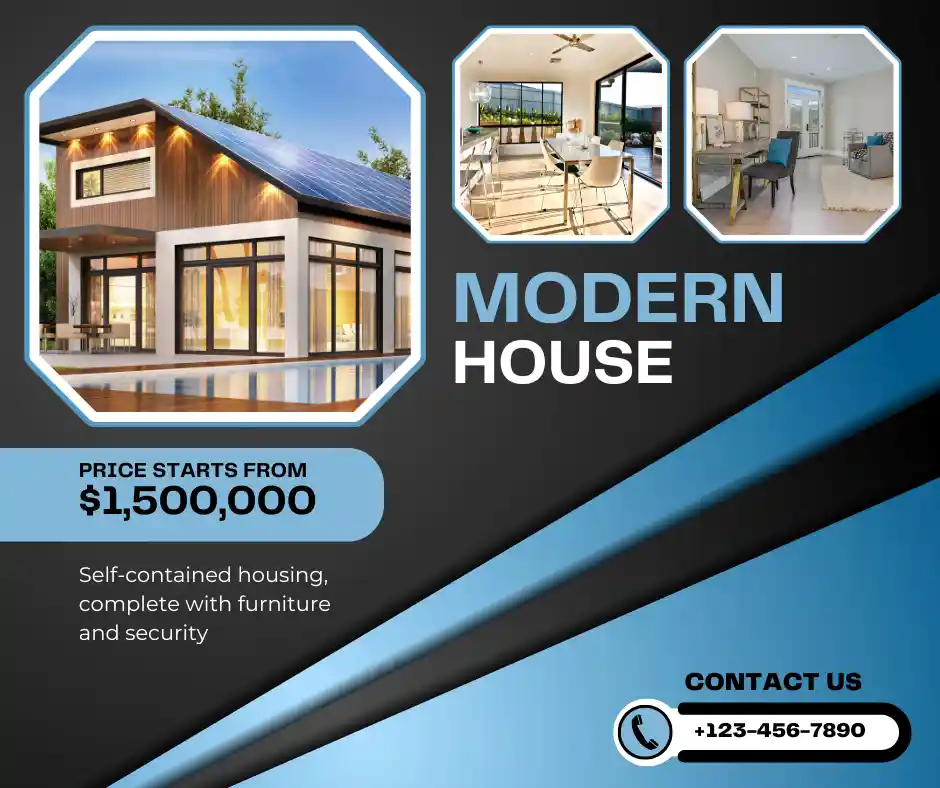 MODERN
HOUSE
PRICE STARTS FROM
$1,500,000
Self-contained housing,
complete with furniture
and security
CONTACT US
+123-456-7890